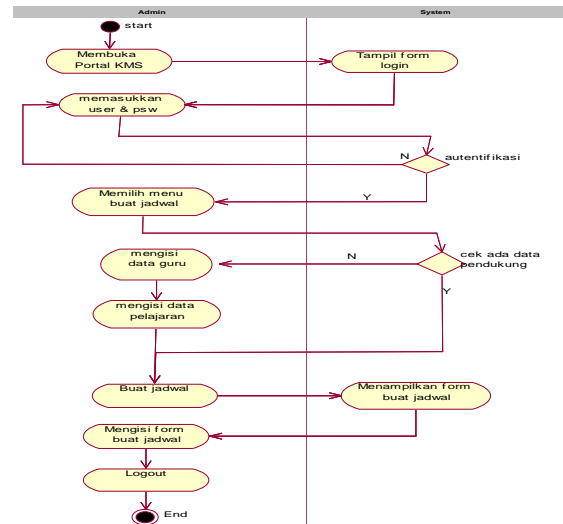 Admin
System
start
Membuka
Portal KMS
Tampil form
login
memasukkan
user & psw
N
autentifikasi
Memilih menu
buat jadwal
Y
mengisi
data guru
N
cek ada data
pendukung
Y
mengisi data
pelajaran
Buat jadwal
Menampilkan form
buat jadwal
Mengisi form
buat jadwal
Logout
End